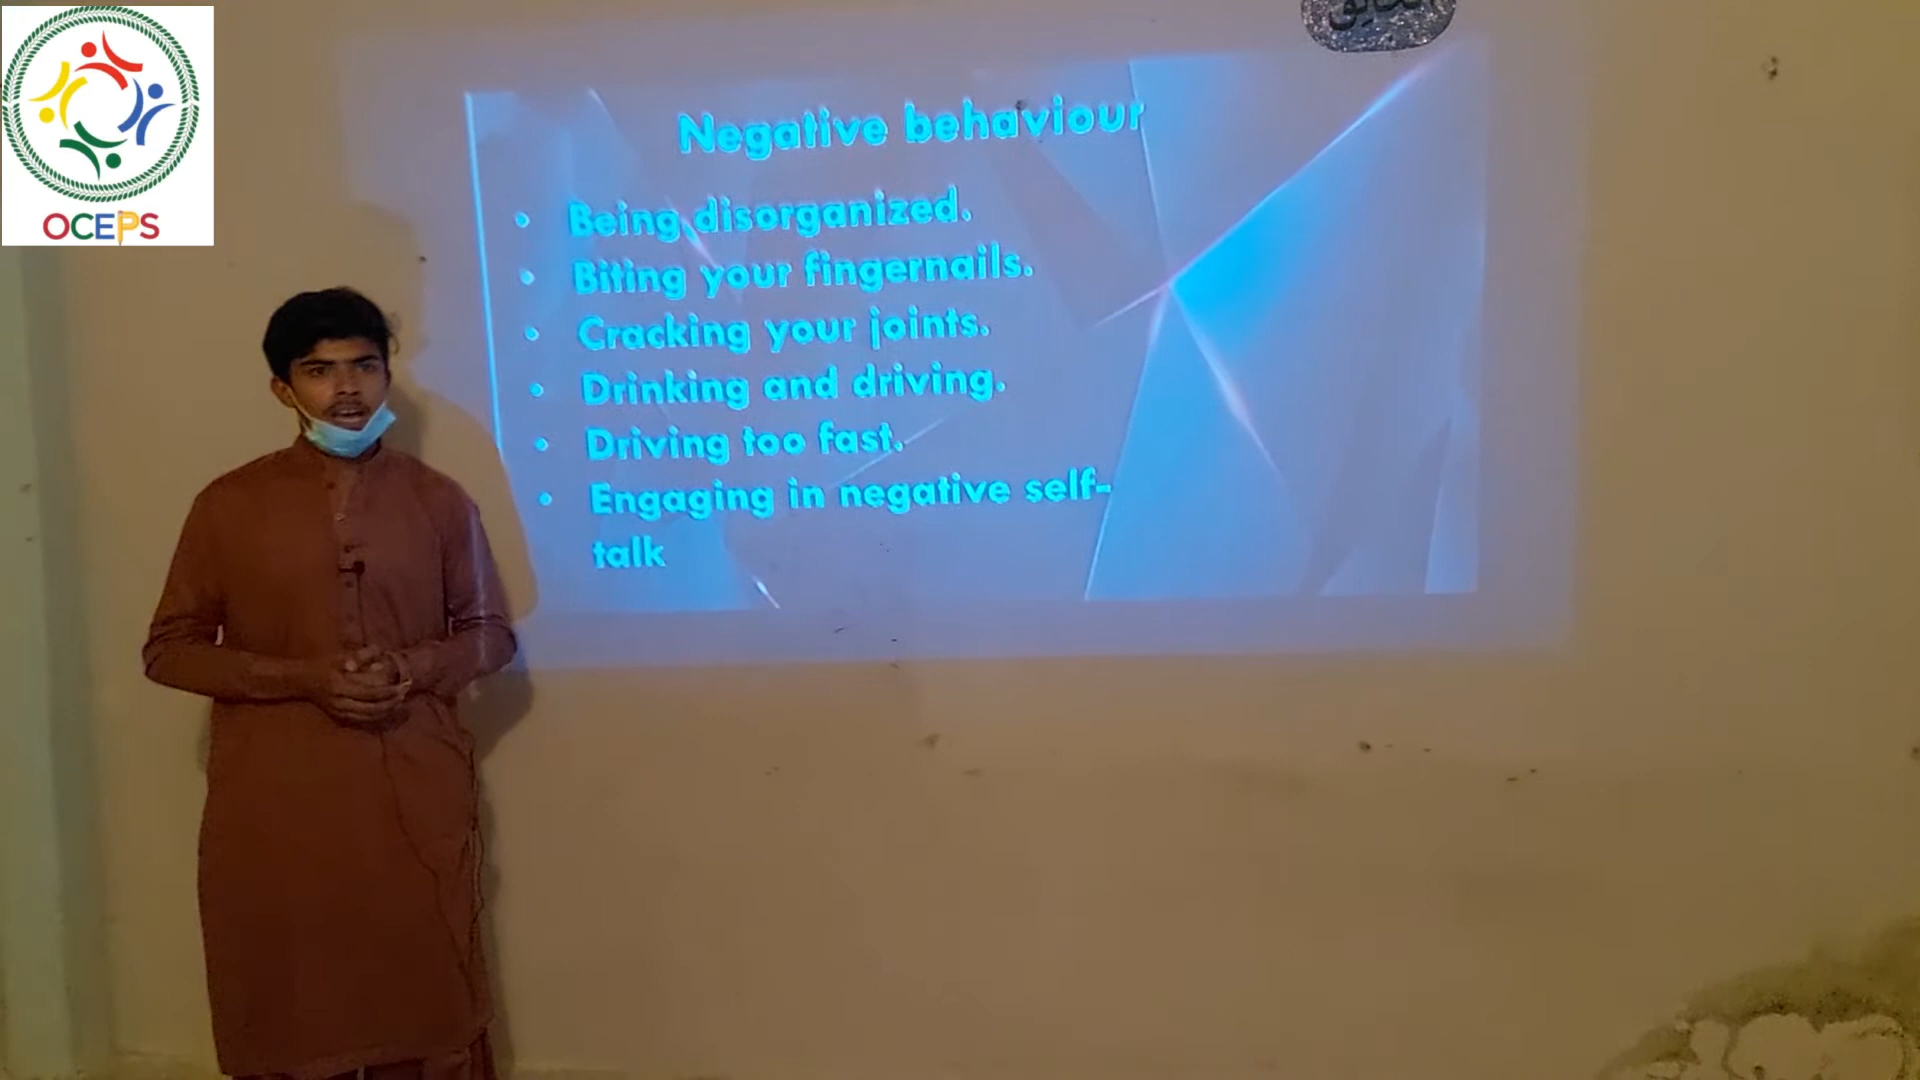 OCEPS
Negative behaviour
• Being disorganized.
• Biting your fingernails.
• Cracking your joints.
• Drinking and driving.
• Driving too fast.
• Engaging in negative self-
talk